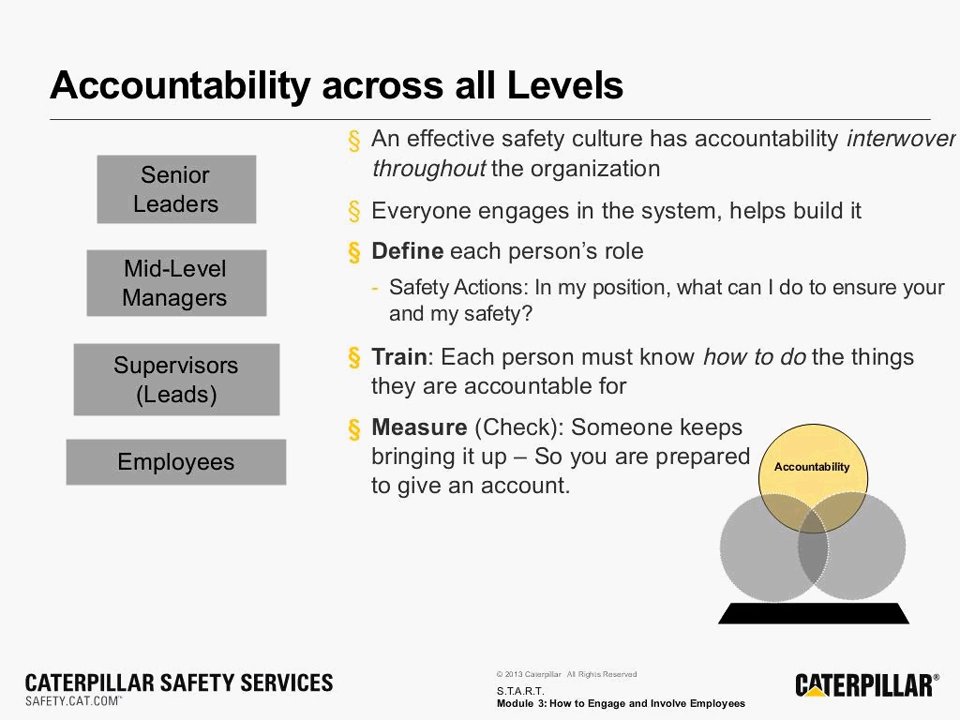 Accountability across all Levels
Senior
Leaders
Mid-Level
Managers
Supervisors
(Leads)
Employees
§ An effective safety culture has accountability interwoven
throughout the organization
§ Everyone engages in the system, helps build it
§ Define each person’s role
- Safety Actions: In my position, what can I do to ensure your
and my safety?
§ Train: Each person must know how to do the things
they are accountable for
§ Measure (Check): Someone keeps
bringing it up – So you are prepared
to give an account.
Accountability
CATERPILLAR SAFETY SERVICES
SAFETY.CAT.COM™
© 2013 Caterpillar All Rights Reserved
S.T.A.R.T.
Module 3: How to Engage and Involve Employees
CATERPILLAR®